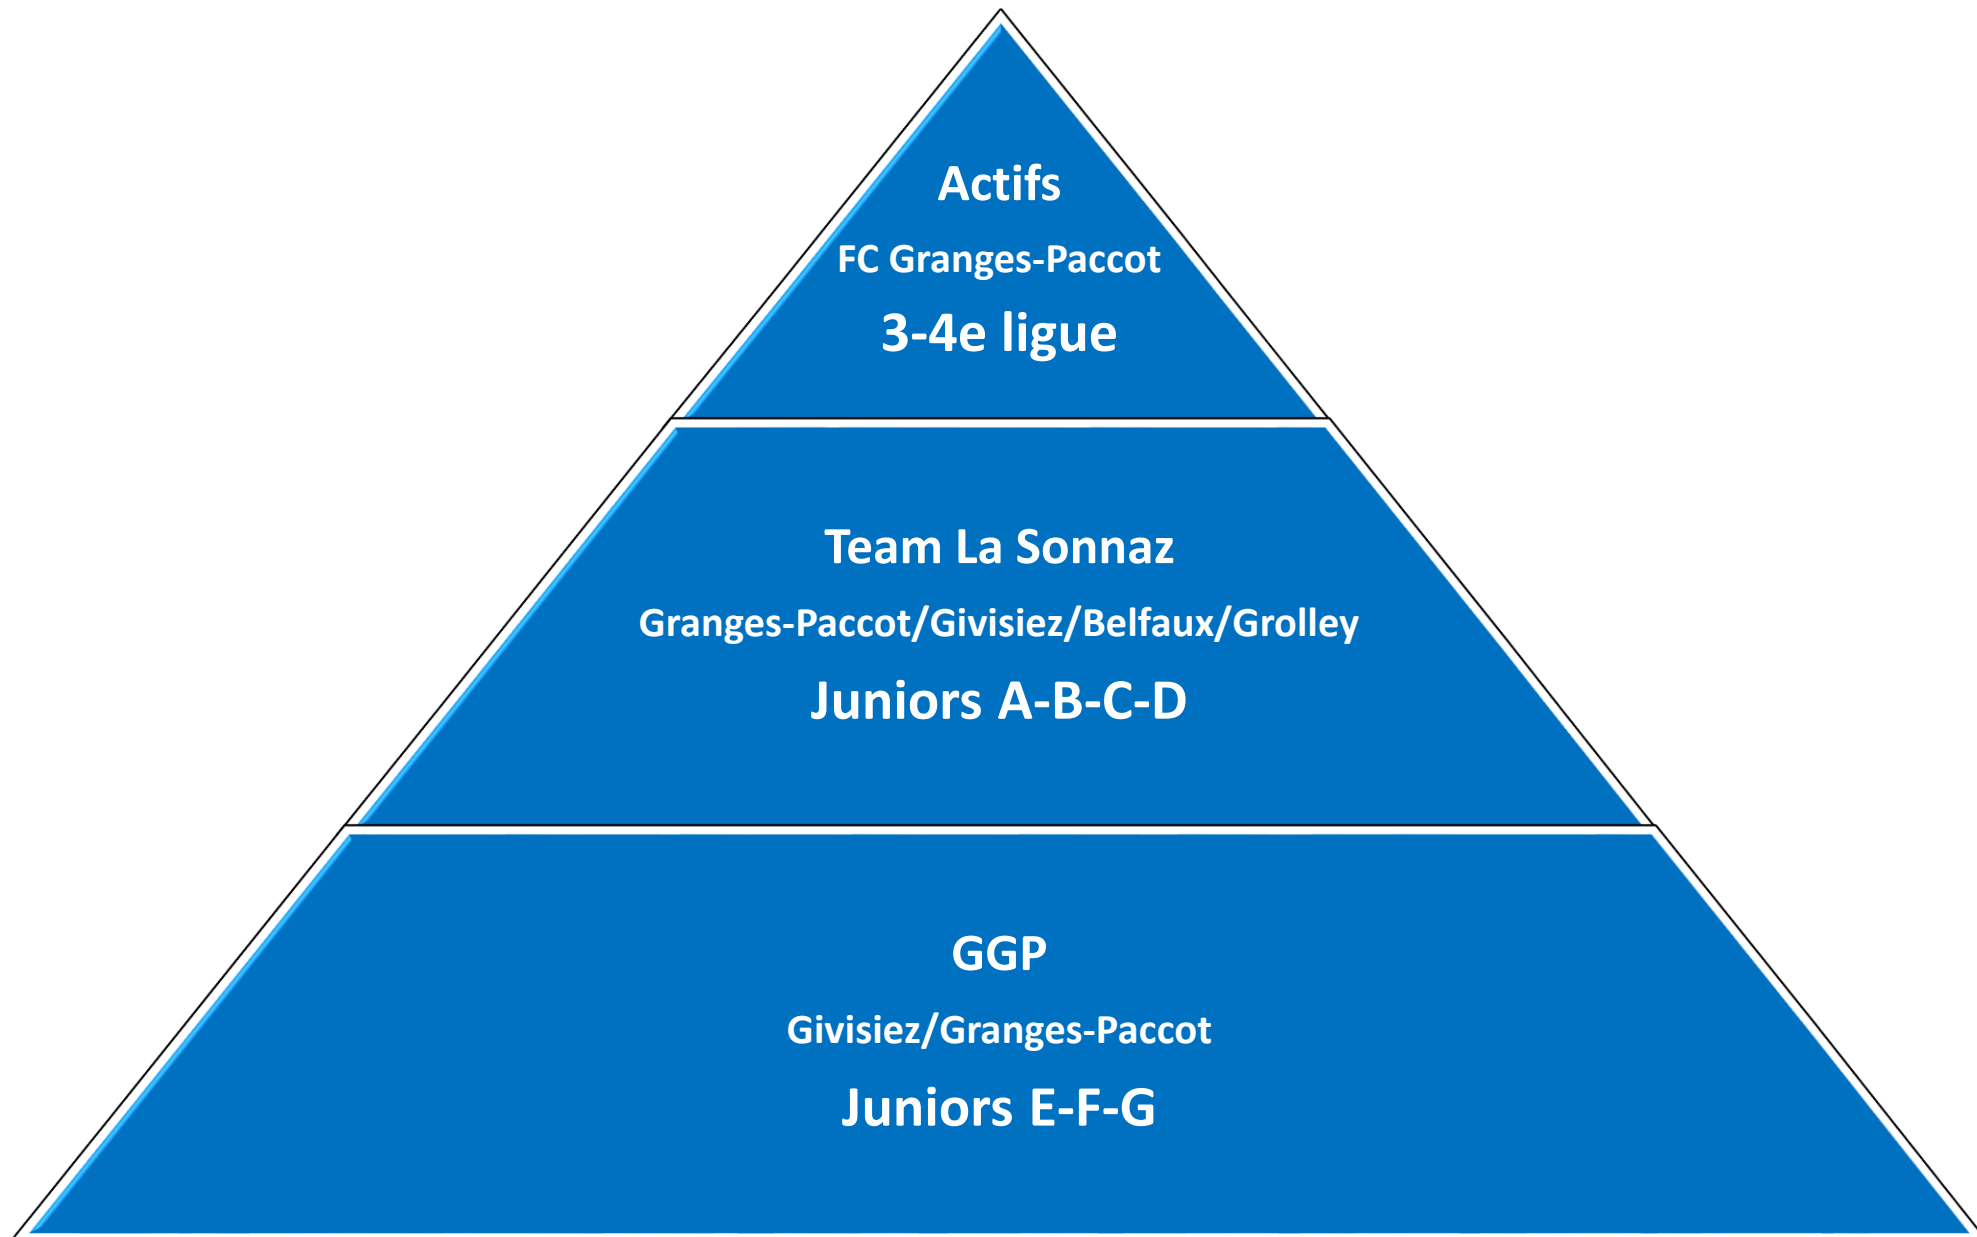 Actifs
FC Granges-Paccot
3-4e ligue
Team La Sonnaz
Granges-Paccot/Givisiez/Belfaux/Grolley
Juniors A-B-C-D
GGP
Givisiez/Granges-Paccot
Juniors E-F-G